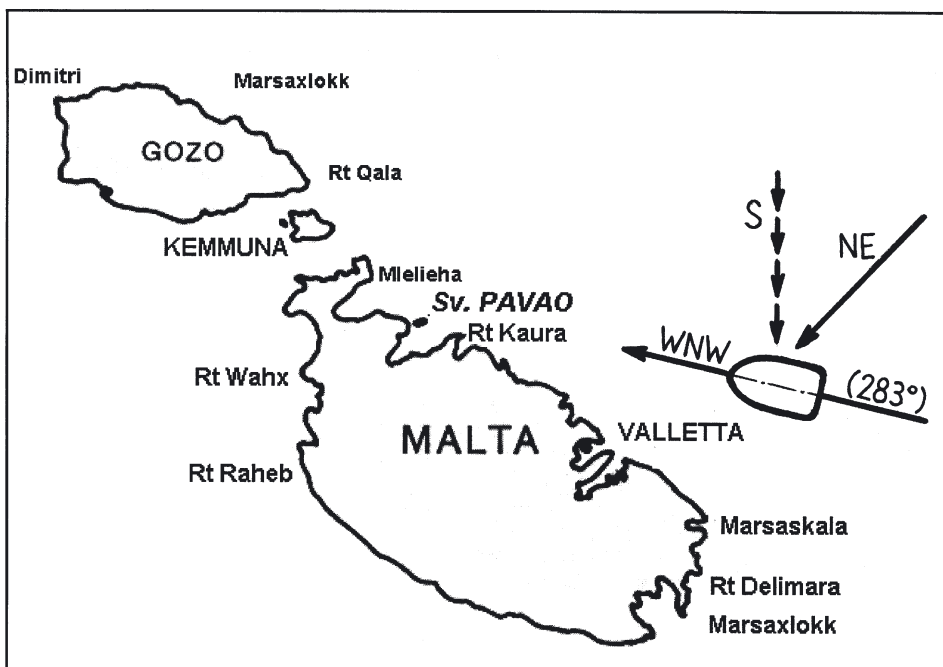 Dimitri
Marsaxlokk
GOZO
Rt Qala
KEMMUNA
Mlelieha
Sv. PAVAO
Rt Kaura
Rt Wahx
MALTA
VALLETTA
Rt Raheb
Marsaskala
Rt Delimara
Marsaxlokk
S
NE
WNW
(283°)